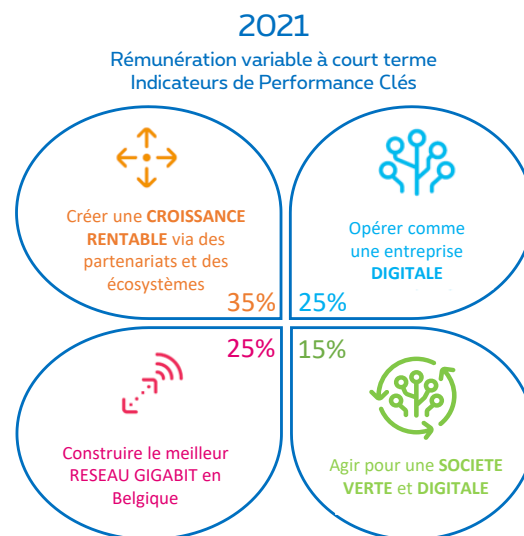 2021
Rémunération variable à court terme
Indicateurs de Performance Clés
Créer une CROISSANCE
RENTABLE via des
partenariats et des
écosystèmes
35%
Opérer comme
une entreprise
DIGITALE
25%
25%
Construire le meilleur
RESEAU GIGABIT en
Belgique
15%
Agir pour une SOCIETE
VERTE et DIGITALE